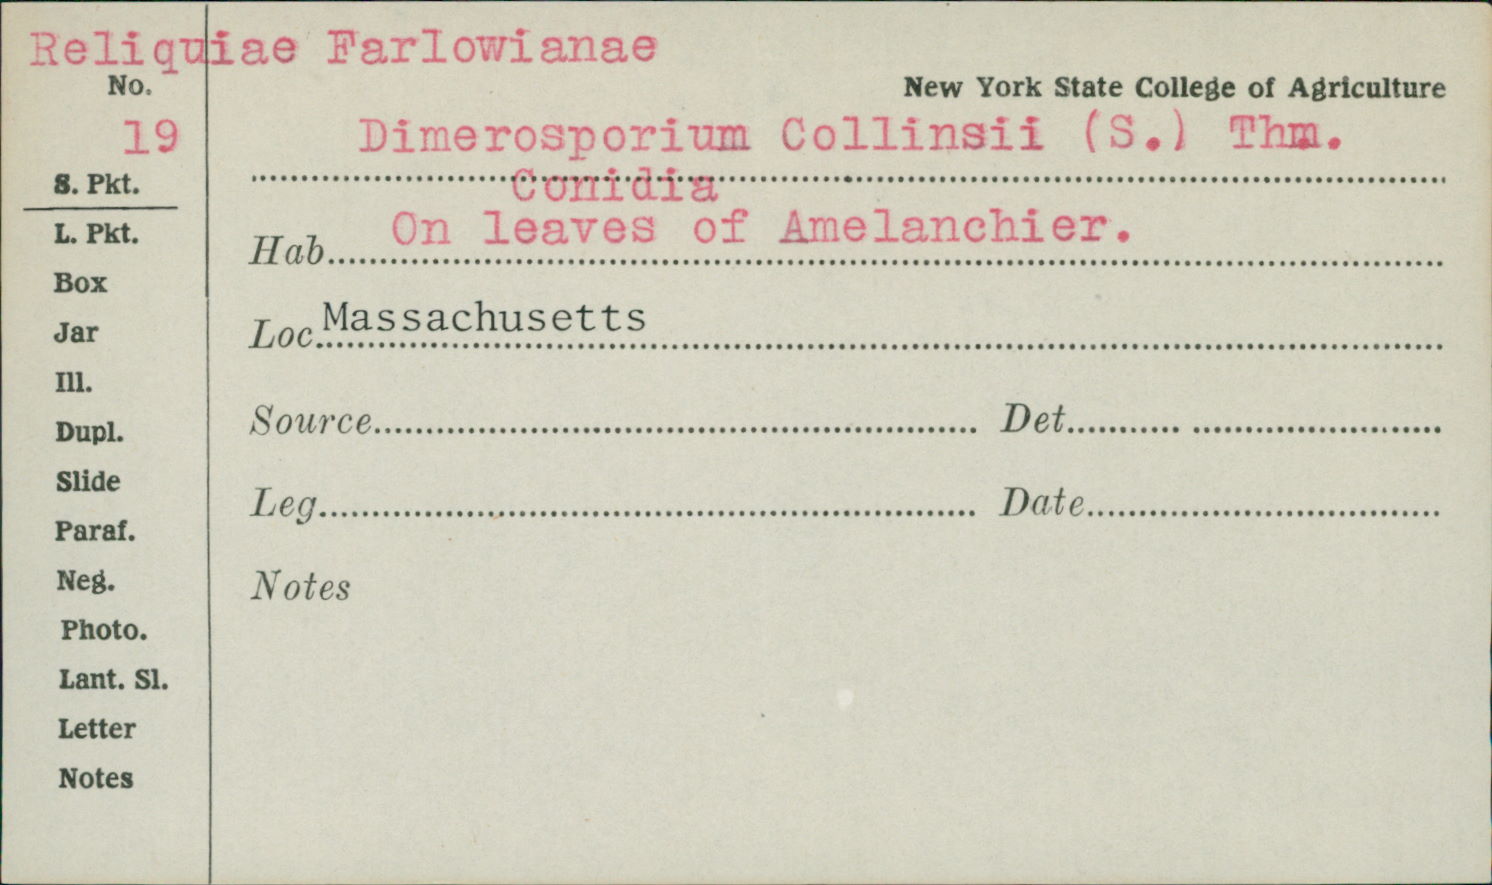 Reliquiae Farlowianae
No.
New York State College of Agriculture
19
Dimerosporium Collinsii (S.) Thm.
S. Pkt.
Conidia
L. Pkt.
Hab. On leaves of Amelanchier.
Box
Loc. Massachusetts
Jar
Ill.
Source Det.
Dupl.
Slide
Leg. Date
Paraf.
Neg.
Notes
Photo.
Lant. Sl.
Letter
Notes